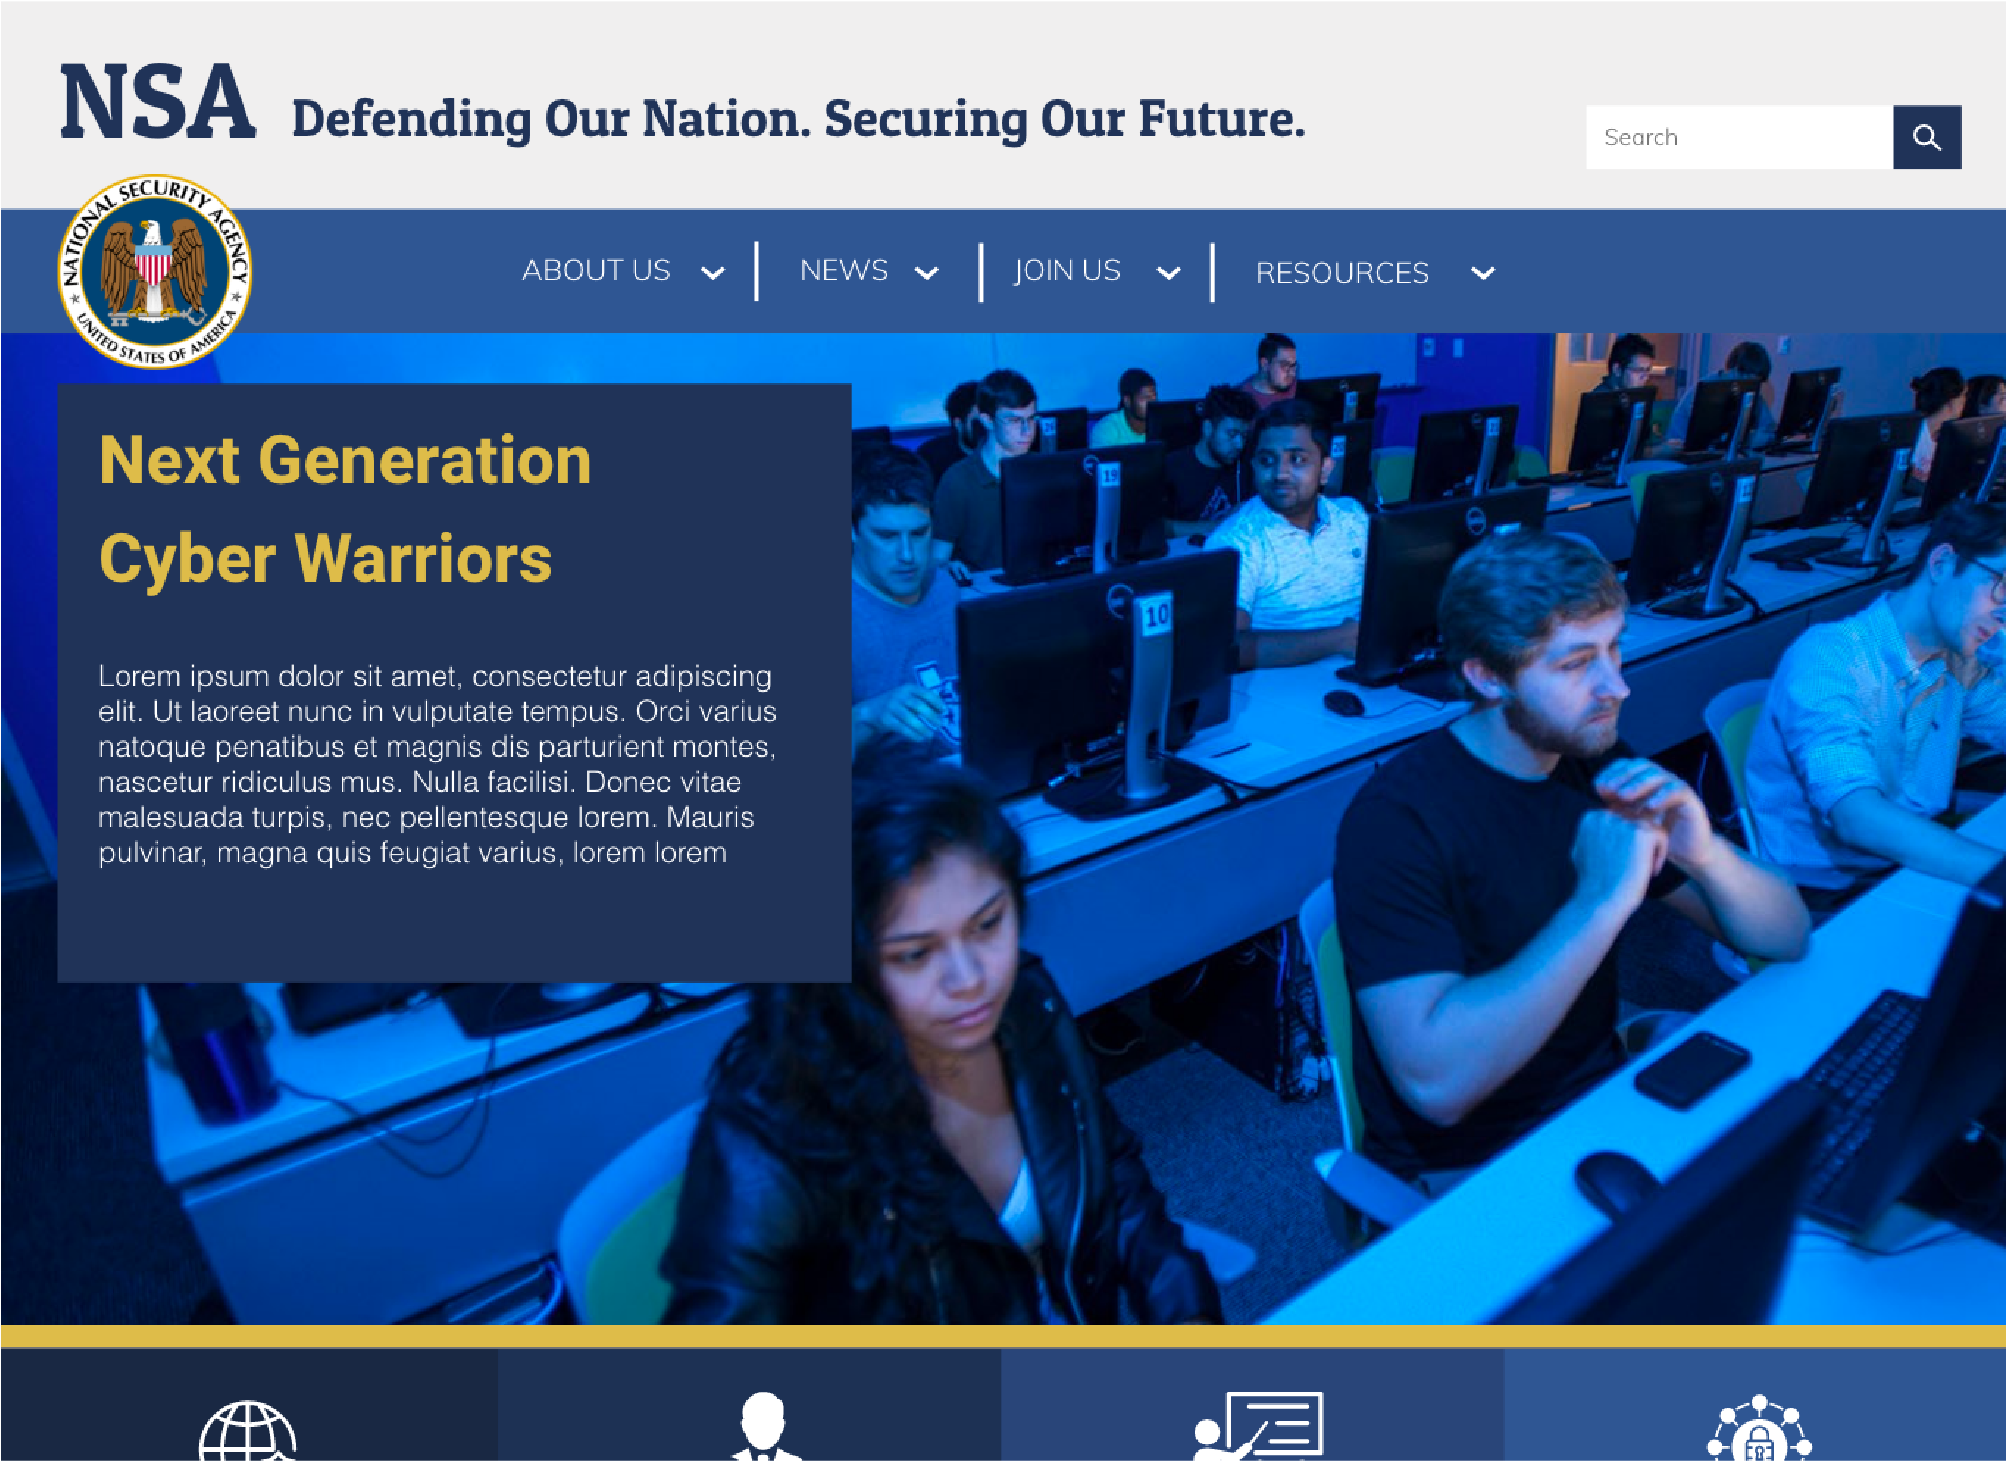 NSA Defending Our Nation. Securing Our Future.
Search
NATIONAL SECURITY AGENCY
UNITED STATES OF AMERICA
ABOUT US
NEWS
JOIN US
RESOURCES
Next Generation
Cyber Warriors
Lorem ipsum dolor sit amet, consectetur adipiscing
elit. Ut laoreet nunc in vulputate tempus. Orci varius
natoque penatibus et magnis dis parturient montes,
nascetur ridiculus mus. Nulla facilisi. Donec vitae
malesuada turpis, nec pellentesque lorem. Mauris
pulvinar, magna quis feugiat varius, lorem lorem
19
10